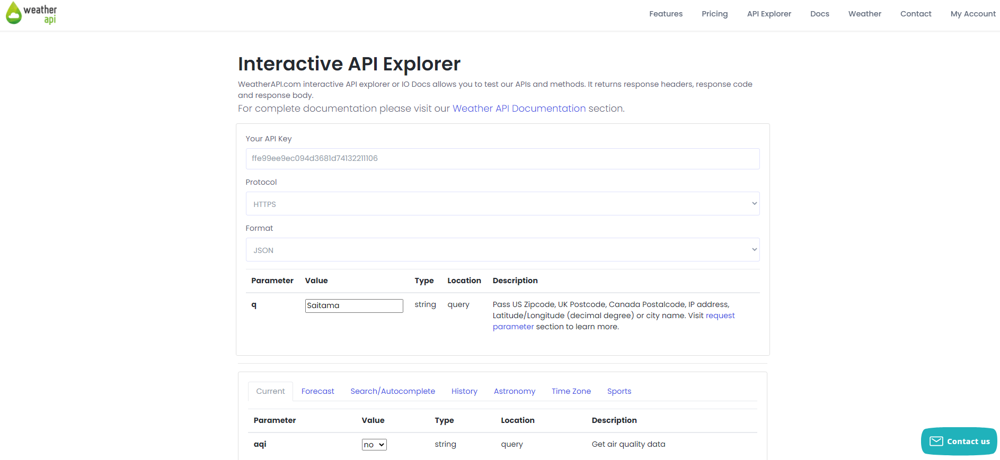 weather
api
Features Pricing API Explorer Docs Weather Contact My Account
Interactive API Explorer
WeatherAPI.com interactive API explorer or IO Docs allows you to test our APIs and methods. It returns response headers, response code
and response body.
For complete documentation please visit our Weather API Documentation section.
Your API Key
ffe99ee9ec094d3681d74132211106
Protocol
HTTPS
Format
JSON
Parameter Value Type Location Description
q Saitama string query Pass US Zipcode, UK Postcode, Canada Postalcode, IP address,
Latitude/Longitude (decimal degree) or city name. Visit request
parameter section to learn more.
Current Forecast Search/Autocomplete History Astronomy Time Zone Sports
Parameter Value Type Location Description
aqi no string query Get air quality data
Contact us